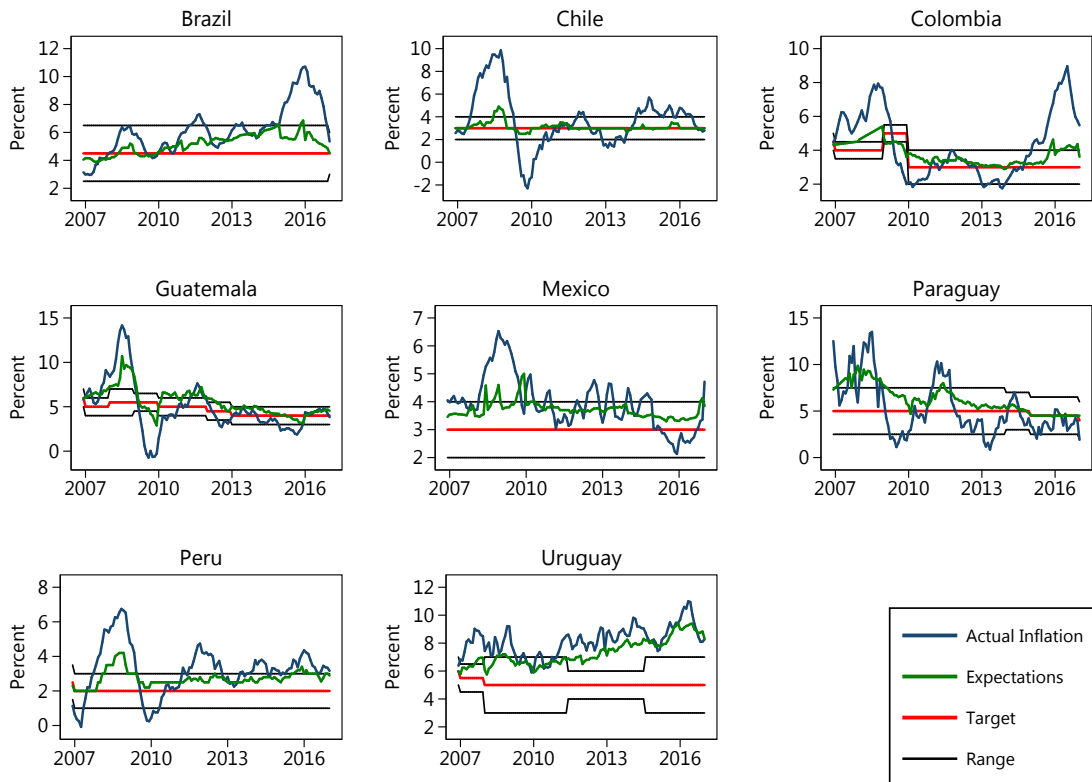 Brazil
Percent
12
10
8
6
4
2
2007 2010 2013 2016
Chile
Percent
10
8
6
4
2
0
-2
2007 2010 2013 2016
Colombia
Percent
10
8
6
4
2
2007 2010 2013 2016
Guatemala
Percent
15
10
5
0
2007 2010 2013 2016
Mexico
Percent
7
6
5
4
3
2
2007 2010 2013 2016
Paraguay
Percent
15
10
5
0
2007 2010 2013 2016
Peru
Percent
8
6
4
2
0
2007 2010 2013 2016
Uruguay
Percent
12
10
8
6
4
2
2007 2010 2013 2016
Actual Inflation
Expectations
Target
Range